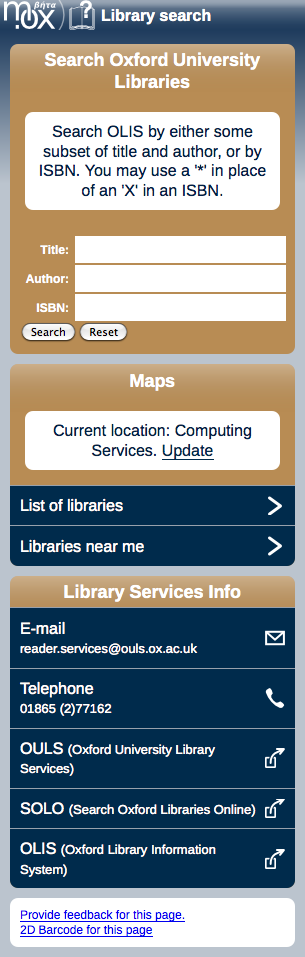 βήτα
mox
Library search
Search Oxford University
Libraries
Search OLIS by either some
subset of title and author, or by
ISBN. You may use a '*' in place
of an 'X' in an ISBN.
Title:
Author:
ISBN:
Search Reset
Maps
Current location: Computing
Services. Update
List of libraries
Libraries near me
Library Services Info
E-mail
reader.services@ouls.ox.ac.uk
Telephone
01865 (2)77162
OULS (Oxford University Library
Services)
SOLO (Search Oxford Libraries Online)
OLIS (Oxford Library Information
System)
Provide feedback for this page.
2D Barcode for this page